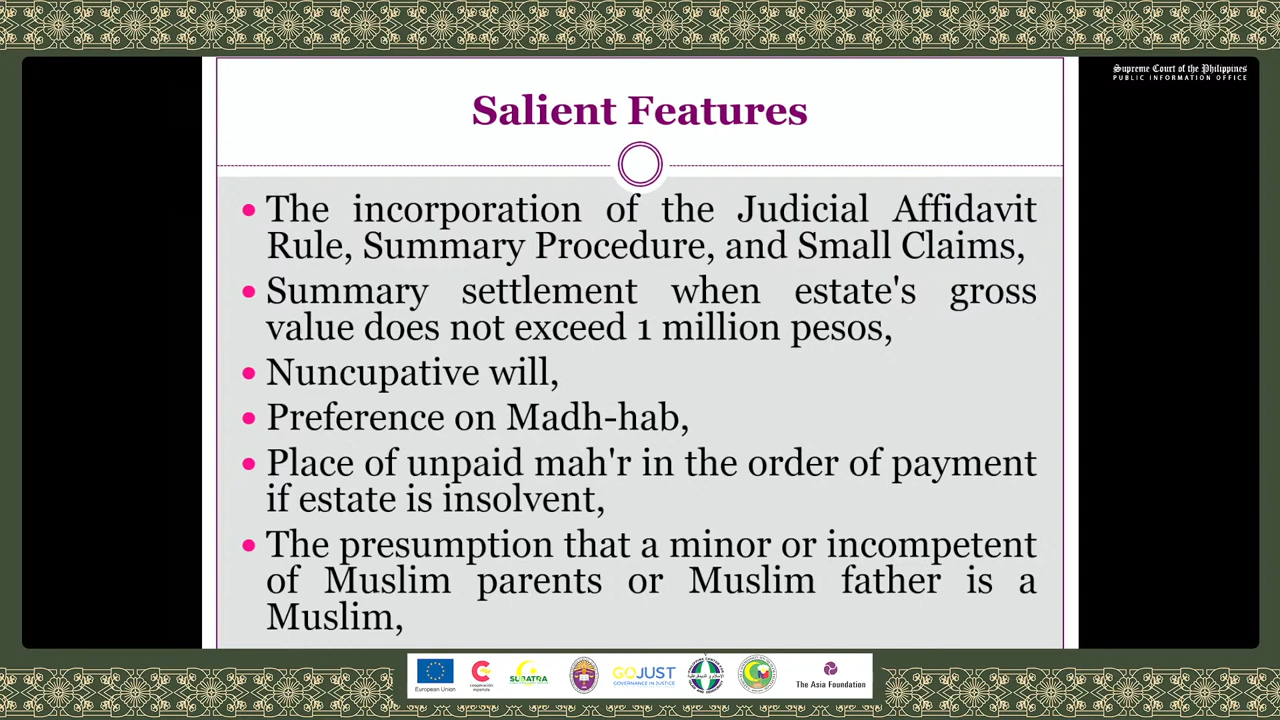 Supreme Court of the Philippines
PUBLIC INFORMATION OFFICE
Salient Features
• The incorporation of the Judicial Affidavit
Rule, Summary Procedure, and Small Claims,
• Summary settlement when estate's gross
value does not exceed 1 million pesos,
• Nuncupative will,
• Preference on Madh-hab,
• Place of unpaid mah'r in the order of payment
if estate is insolvent,
• The presumption that a minor or incompetent
of Muslim parents or Muslim father is a
Muslim,
European Union
cooperación
española
SUBATRA
GOJUST
GOVERNANCE IN JUSTICE
The Asia Foundation